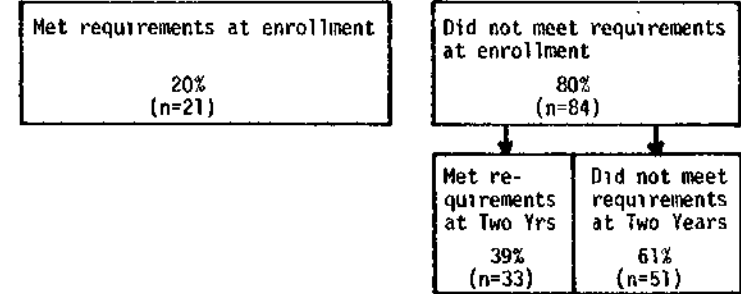 Met requirements at enrollment
20%
(n=21)
Did not meet requirements
at enrollment
80%
(n=84)
Met re-
quirements
at Two Yrs
39%
(n=33)
Did not meet
requirements
at Two Years
61%
(n=51)